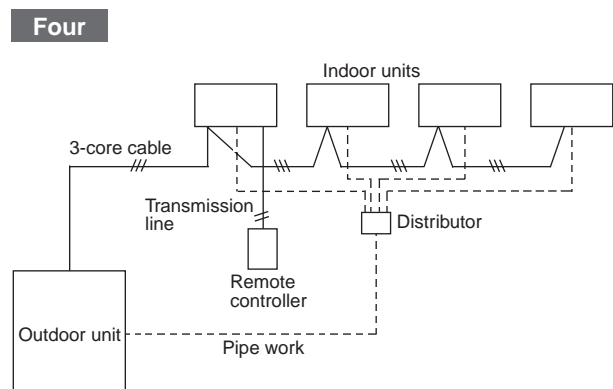 Four
Indoor units
3-core cable
Transmission
line
Distributor
Remote
controller
Outdoor unit
Pipe work